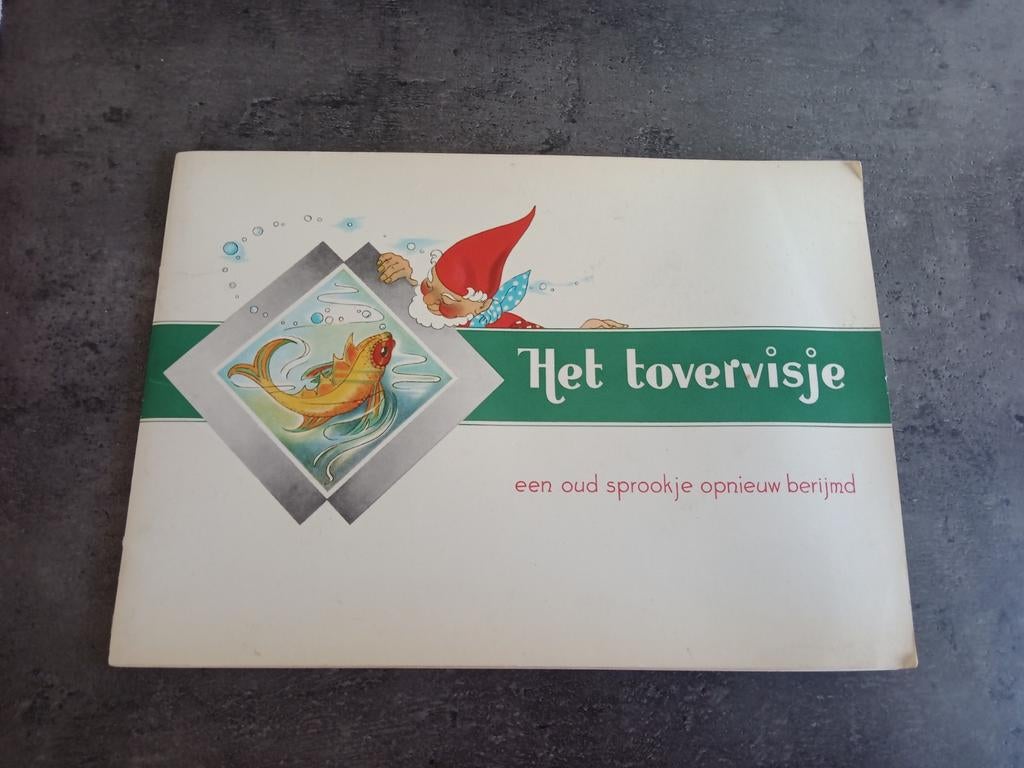 Het tovervisje
een oud sprookje opnieuw berijmd